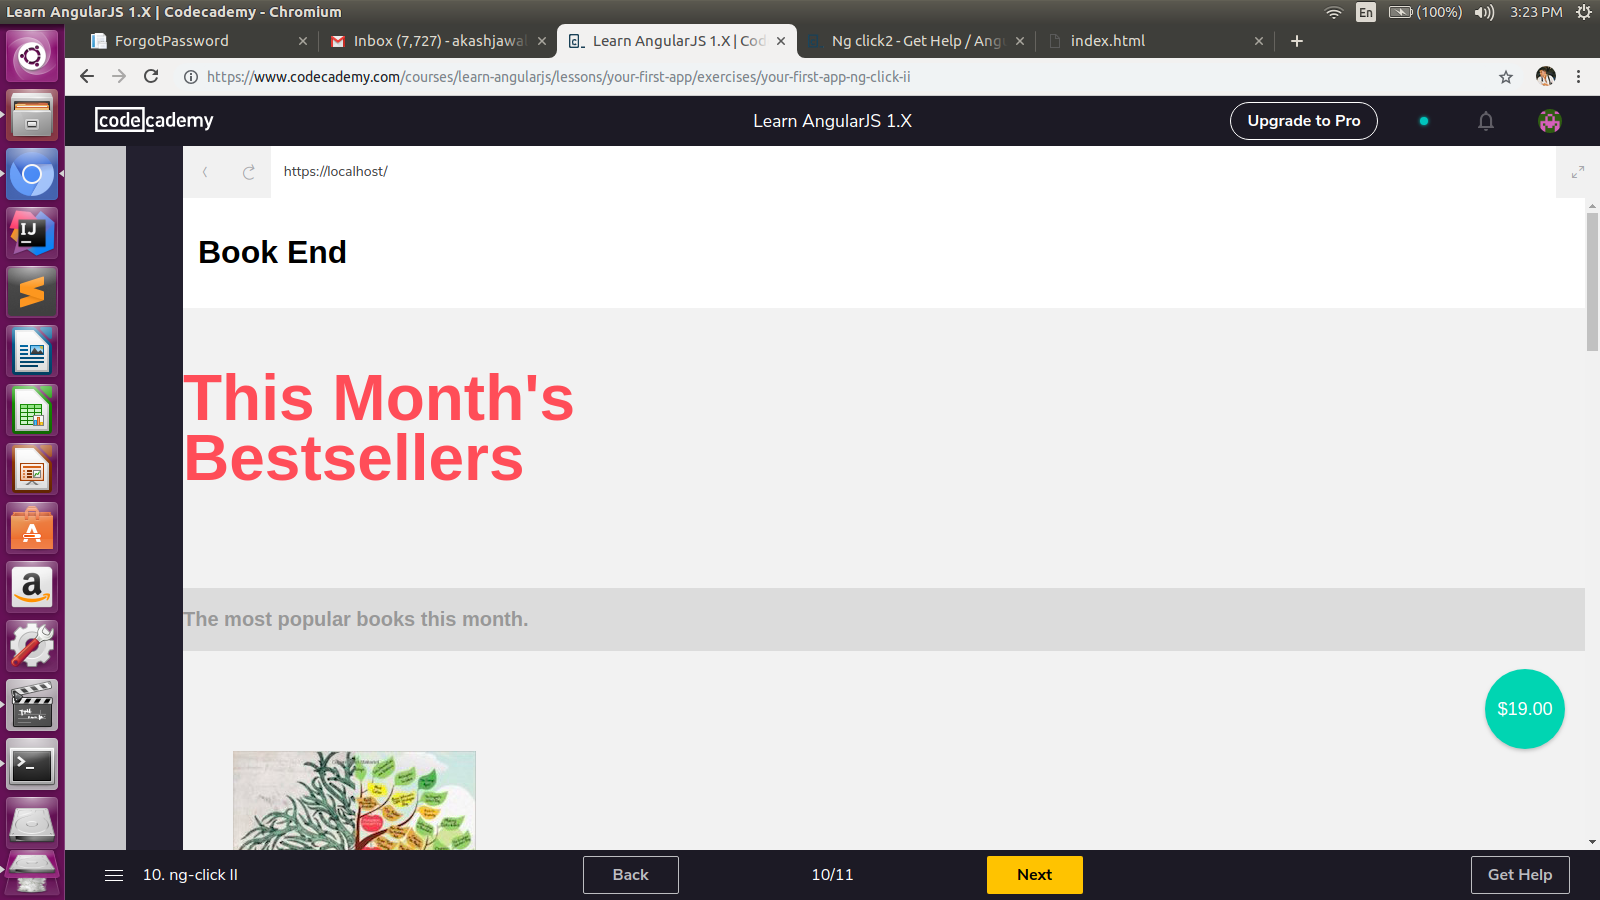 Learn AngularJS 1.X | Codecademy - Chromium
En
(100%)
3:23 PM
ForgotPassword
Inbox (7,727) - akashjawal
Learn AngularJS 1.X | Cod
Ng click2 - Get Help / Angu
index.html
https://www.codecademy.com/courses/learn-angularjs/lessons/your-first-app/exercises/your-first-app-ng-click-ii
codecademy
Learn AngularJS 1.X
Upgrade to Pro
https://localhost/
Book End
This Month's
Bestsellers
The most popular books this month.
$19.00
10. ng-click II
Back
10/11
Next
Get Help